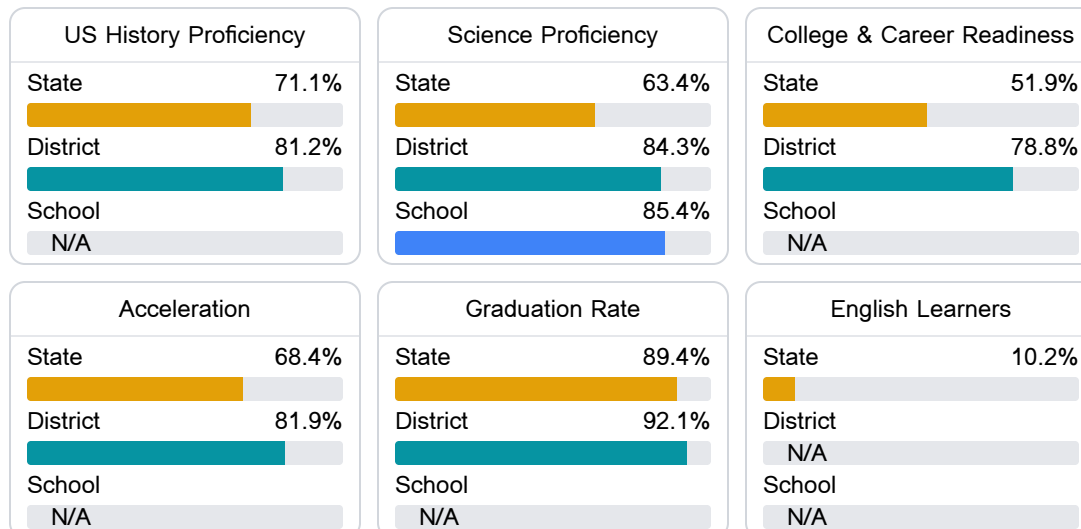 US History Proficiency
State 71.1%
District 81.2%
School
N/A
Science Proficiency
State 63.4%
District 84.3%
School 85.4%
College & Career Readiness
State 51.9%
District 78.8%
School
N/A
Acceleration
State 68.4%
District 81.9%
School
N/A
Graduation Rate
State 89.4%
District 92.1%
School
N/A
English Learners
State 10.2%
District
N/A
School
N/A